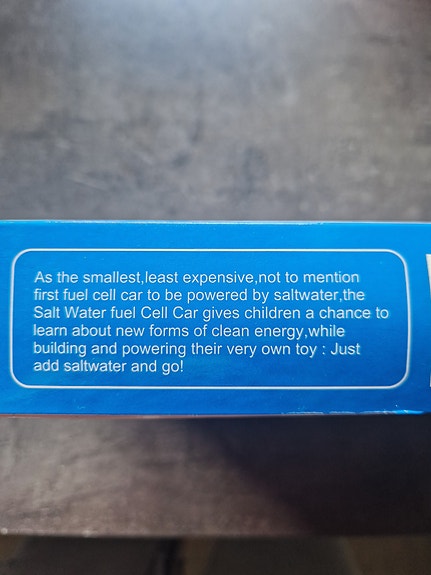 As the smallest,least expensive,not to mention
first fuel cell car to be powered by saltwater,the
Salt Water fuel Cell Car gives children a chance to
learn about new forms of clean energy,while
building and powering their very own toy : Just
add saltwater and go!